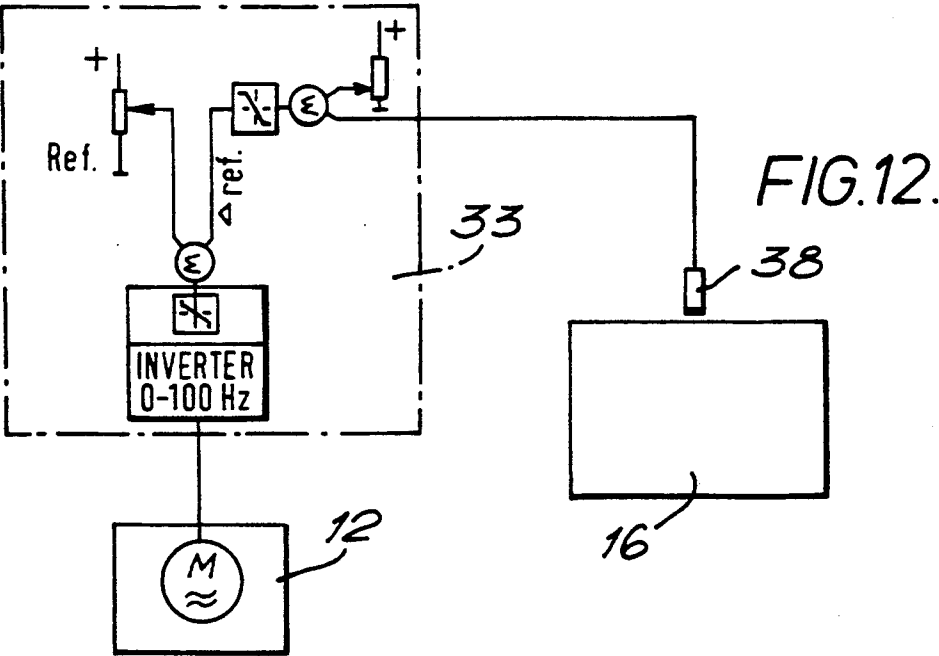 +
+
Σ
Ref.
Δ ref.
FIG.12.
33
38
Σ
INVERTER
0-100 Hz
16
12
M
≈